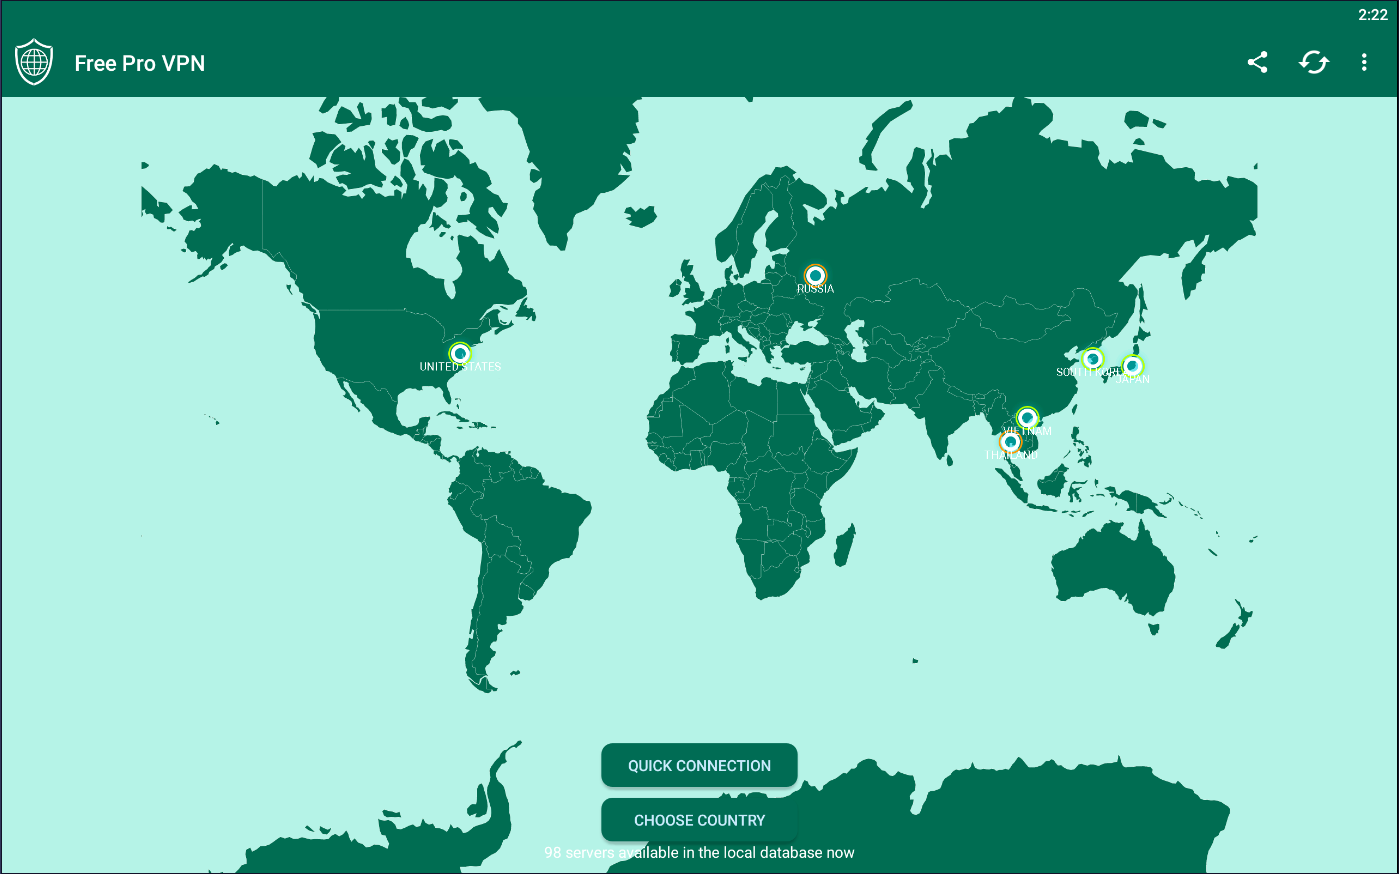 2:22
Free Pro VPN
RUSSIA
UNITED STATES
SOUTH KOREA
JAPAN
VIETNAM
THAILAND
QUICK CONNECTION
CHOOSE COUNTRY
98 servers available in the local database now